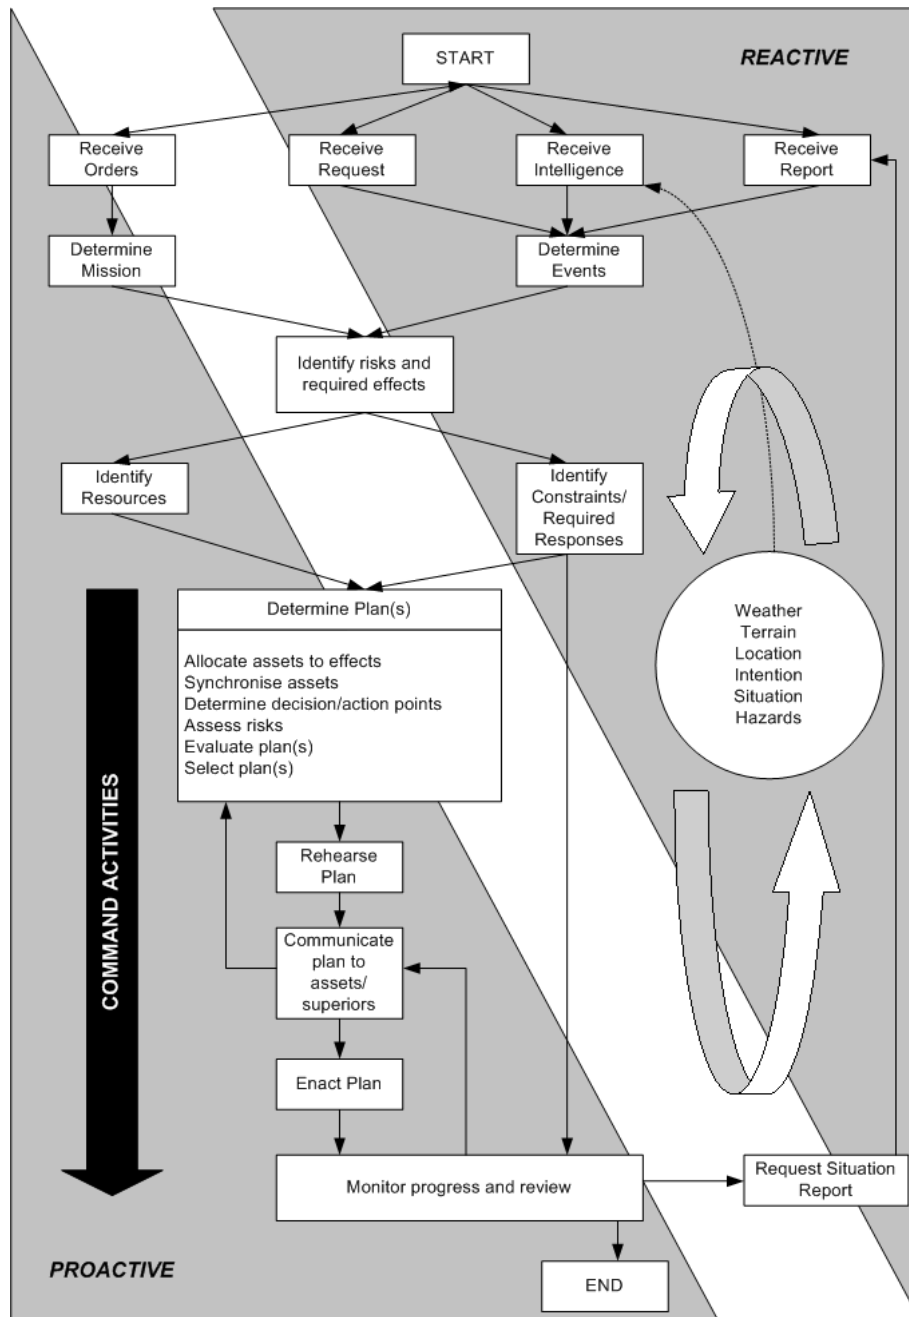 START
REACTIVE
Receive
Orders
Receive
Request
Receive
Intelligence
Receive
Report
Determine
Mission
Determine
Events
Identify risks and
required effects
Identify
Resources
Identify
Constraints/
Required
Responses
Determine Plan(s)
Allocate assets to effects
Synchronise assets
Determine decision/action points
Assess risks
Evaluate plan(s)
Select plan(s)
Weather
Terrain
Location
Intention
Situation
Hazards
COMMAND ACTIVITIES
Rehearse
Plan
Communicate
plan to
assets/
superiors
Enact Plan
Monitor progress and review
Request Situation
Report
PROACTIVE
END